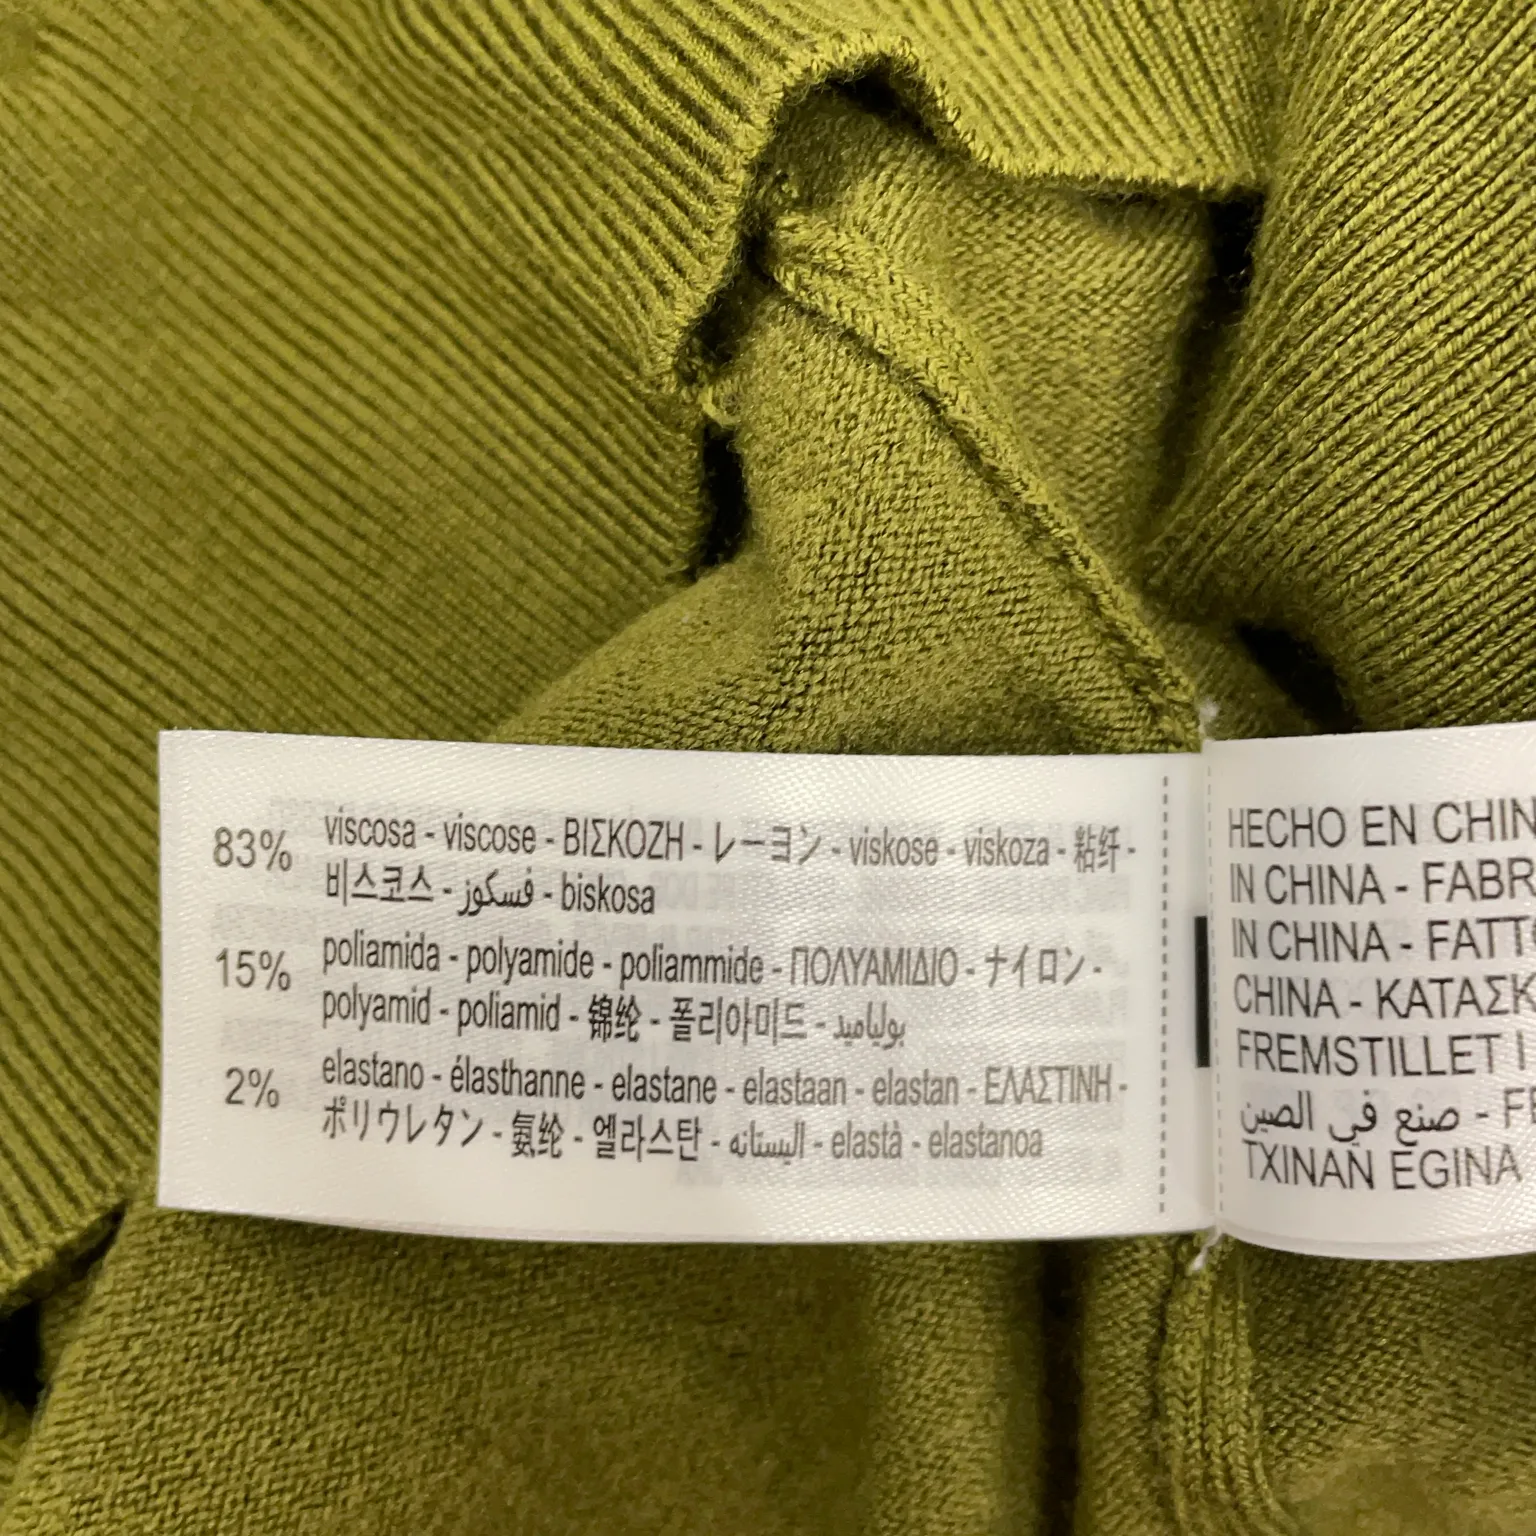 83% viscosa - viscose - ΒΙΣΚΟΖΗ - レーヨン - viskose - viskoza - 粘纤 -
비스코스 - فسكوز - biskosa
15% poliamida - polyamide - poliammide - ΠΟΛΥΑΜΙΔΙΟ - ナイロン -
polyamid - poliamid - 锦纶 - 폴리아미드 - بولياميد
2% elastano - élasthanne - elastane - elastaan - elastan - ΕΛΑΣΤΙΝΗ -
ポリウレタン - 氨纶 - 엘라스탄 - اليستانه - elastà - elastanoa
HECHO EN CHIN
IN CHINA - FABR
IN CHINA - FATT
CHINA - ΚΑΤΑΣΚ
FREMSTILLET I
صنع في الصين - FE
TXINAN EGINA